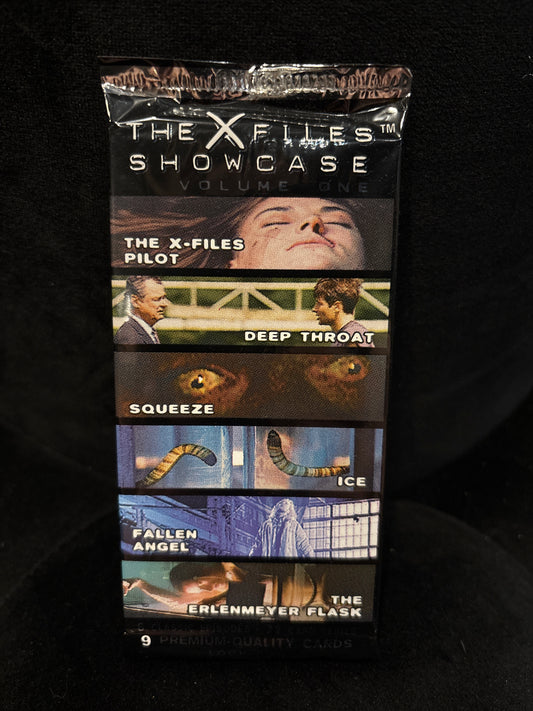 THE X FILES™
SHOWCASE
VOLUME ONE
THE X-FILES
PILOT
DEEP THROAT
SQUEEZE
ICE
FALLEN
ANGEL
THE
ERLENMEYER FLASK
9 PREMIUM-QUALITY CARDS